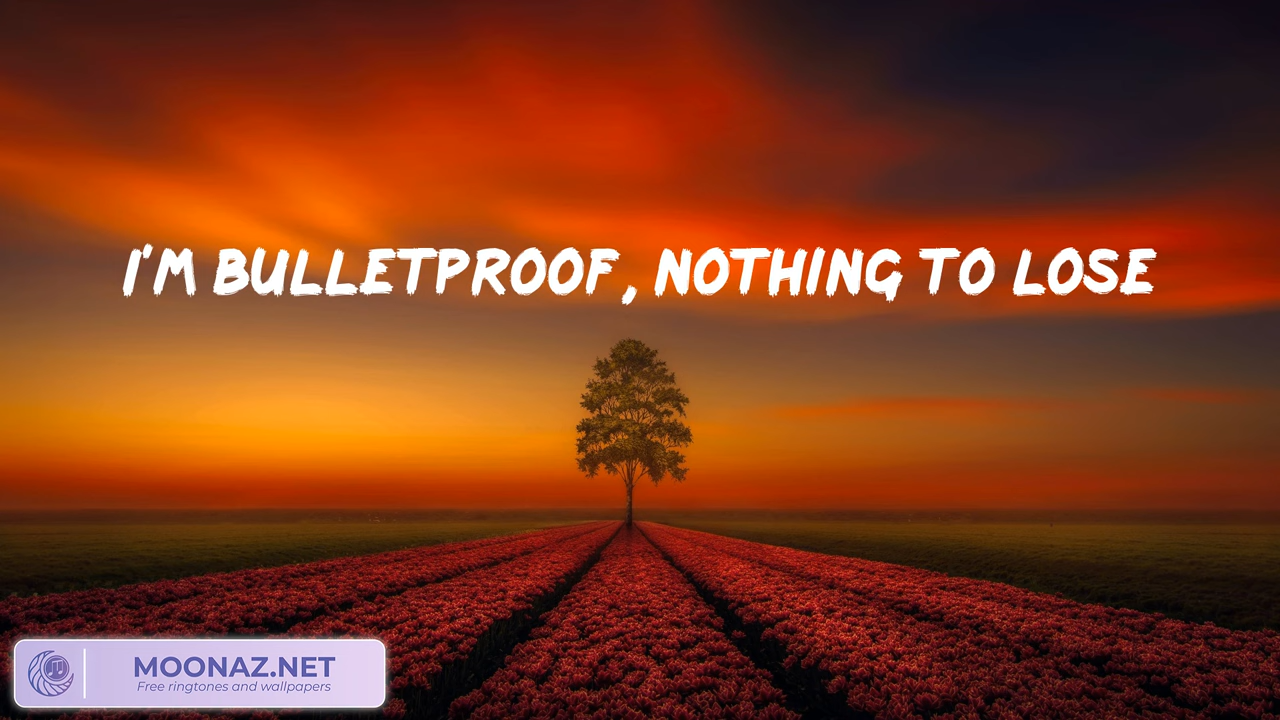 I'M BULLETPROOF, NOTHING TO LOSE
MOONAZ.NET
Free ringtones and wallpapers